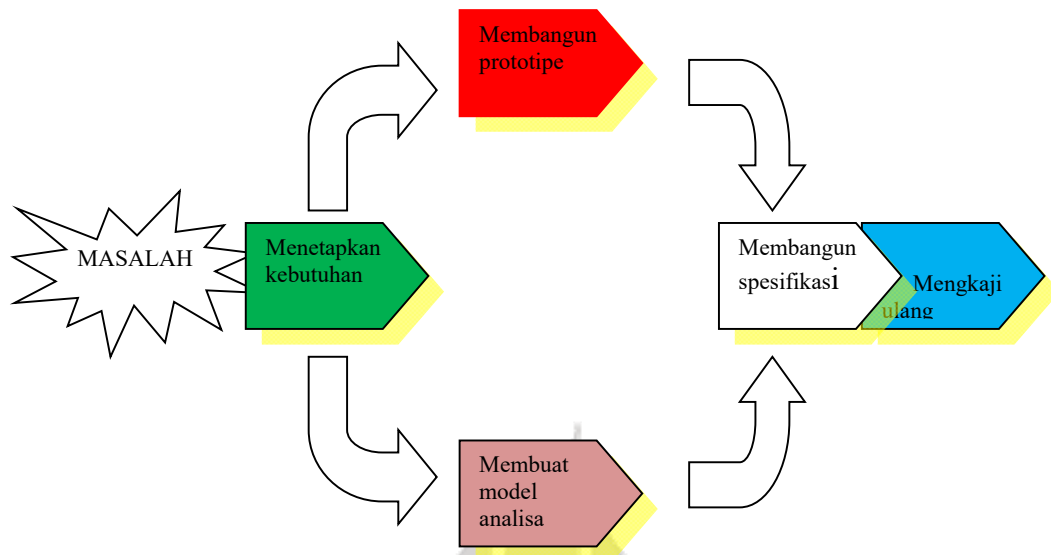 Membangun
prototipe
MASALAH
Menetapkan
kebutuhan
Membangun
spesifikasi
Mengkaji
ulang
Membuat
model
analisa